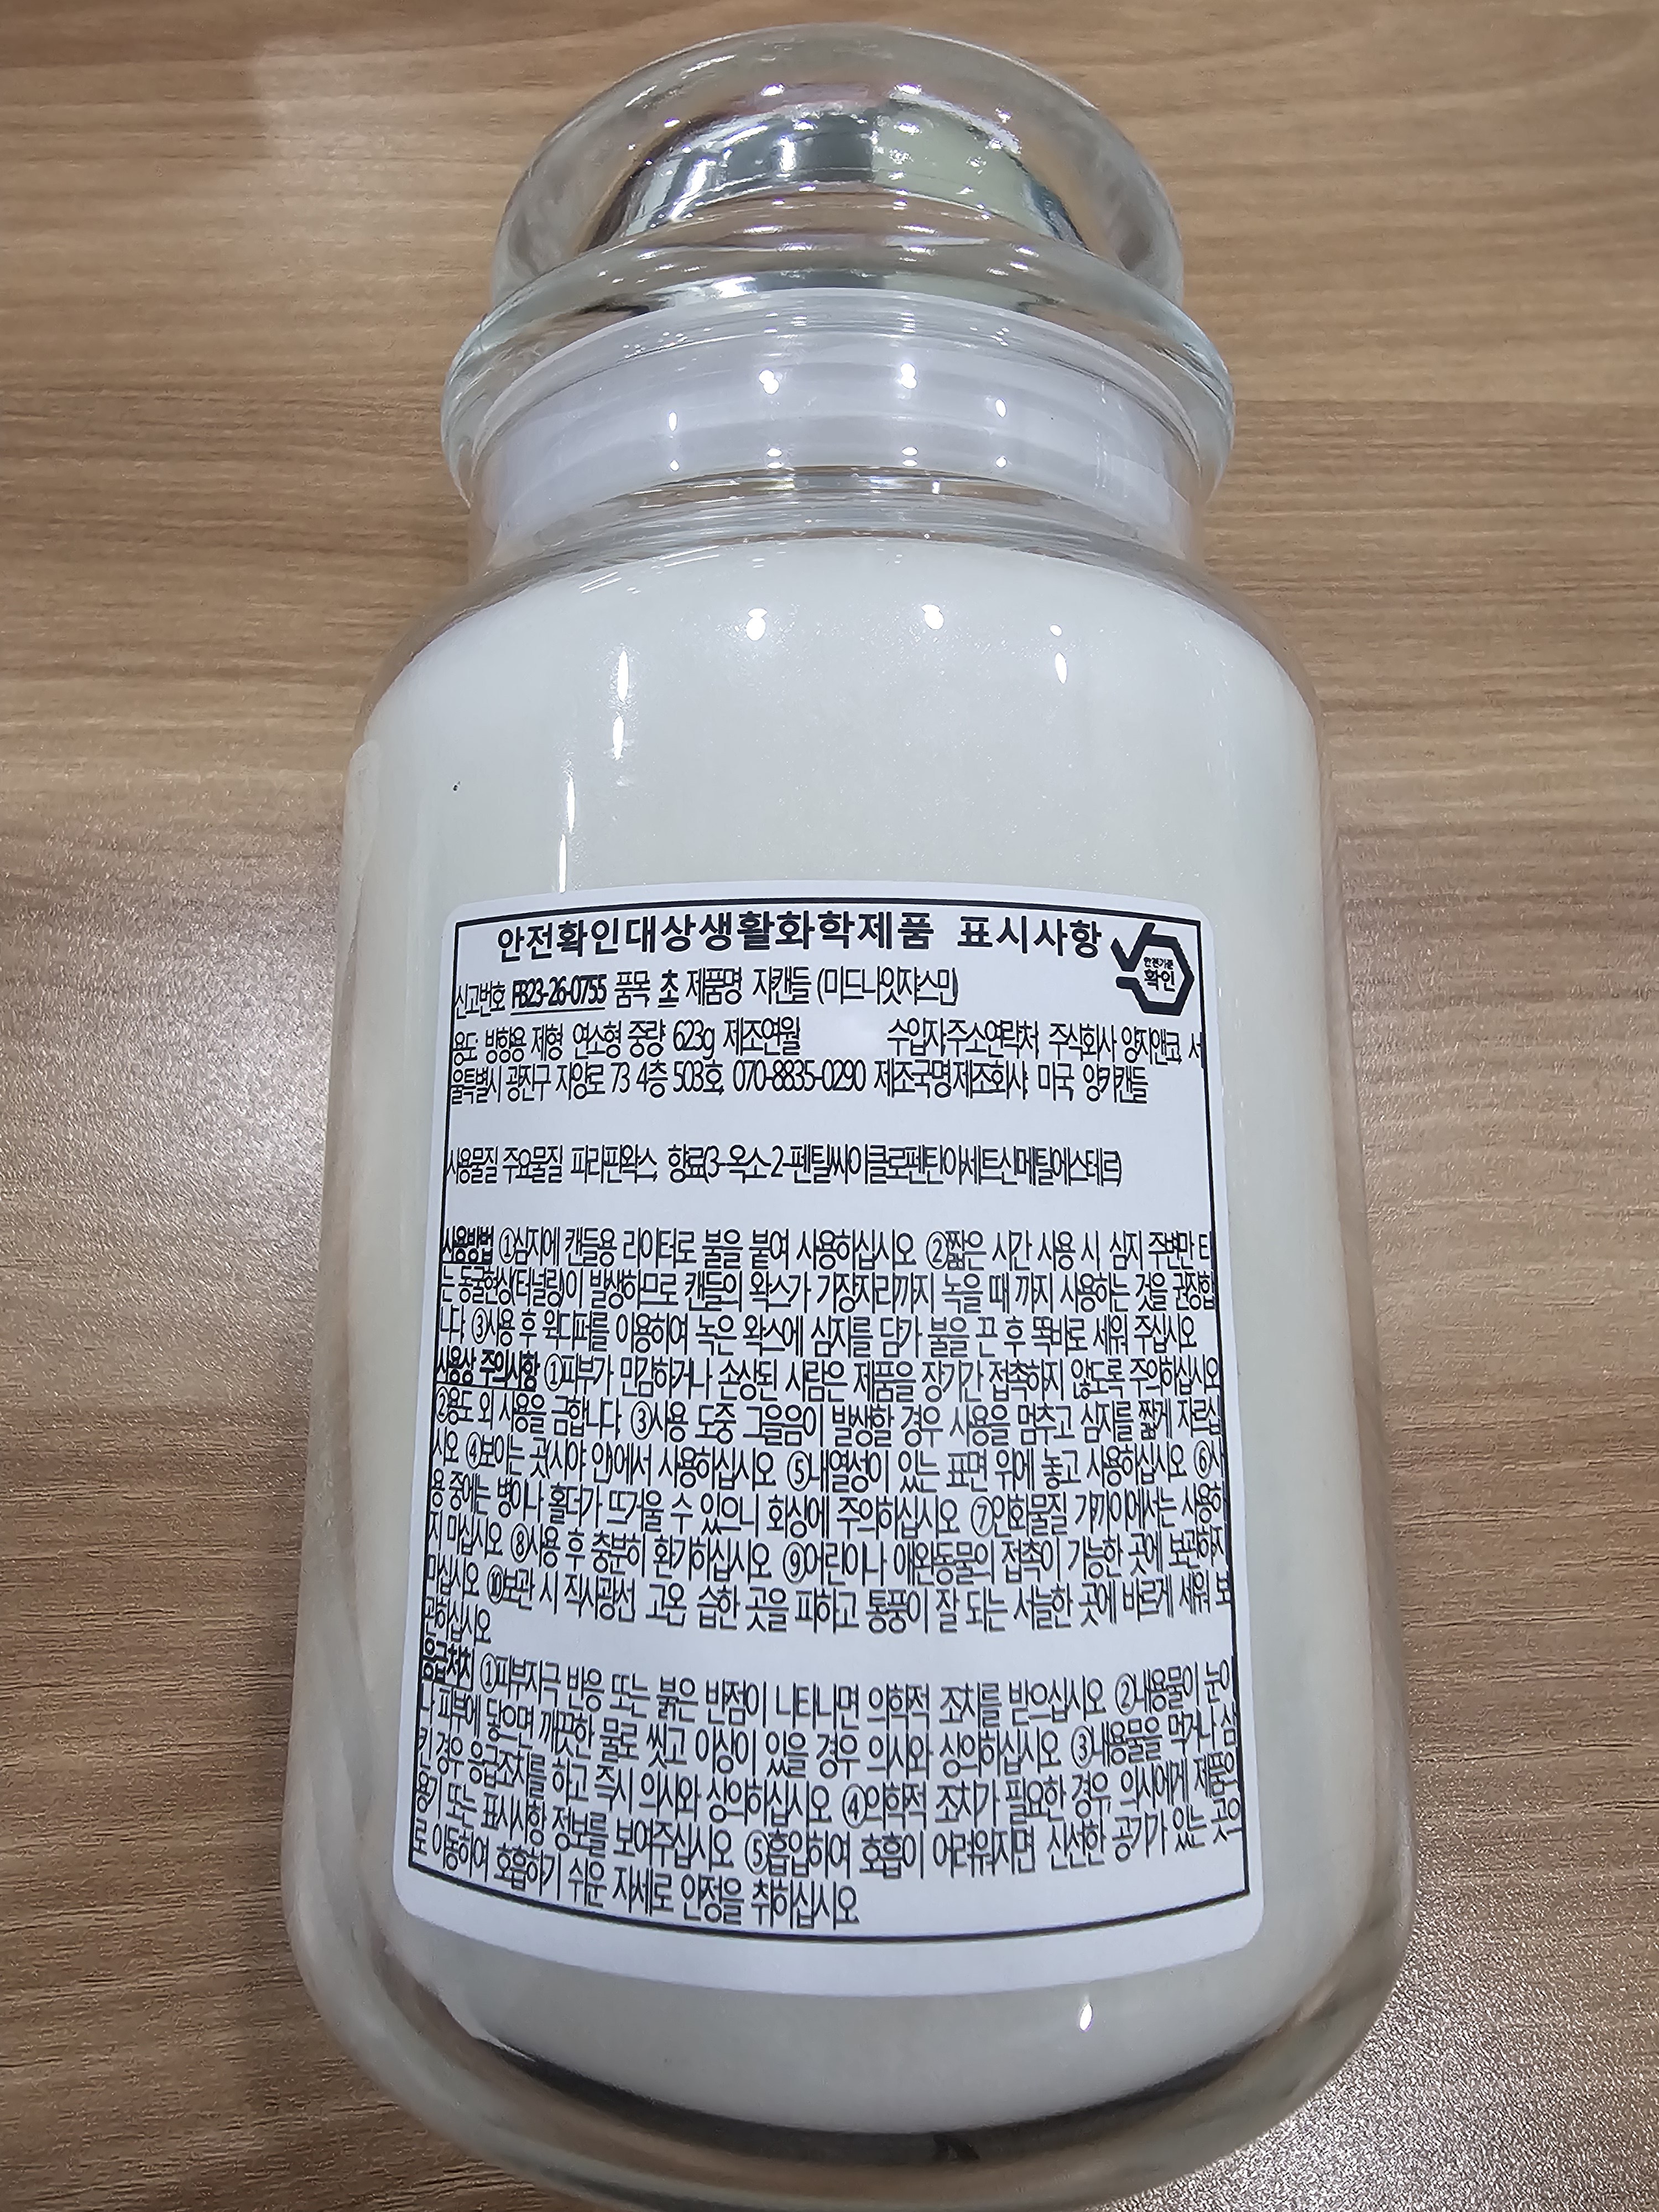 안전확인대상생활화학제품 표시사항
안전기준
확인
신고번호 FB23-26-0755 품목 초 제품명 자캔들 (미드나잇쟈스민)
용도 방향용 제형 연소형 중량 623g 제조연월 수입자,주소,연락처 주식회사 양지앤코, 서
울특별시 광진구 자양로 73 4층 503호, 070-8835-0290 제조국명,제조회사 미국 양키캔들
사용물질 주요물질 파라핀왁스, 향료(3-옥소-2-펜틸싸이클로펜탄아세트산메틸에스테르)
사용방법 ①심지에 캔들용 라이터로 불을 붙여 사용하십시오 ②짧은 시간 사용 시 심지 주변만 타
는 동굴현상(터널링)이 발생하므로 캔들의 왁스가 가장자리까지 녹을 때 까지 사용하는 것을 권장합
니다. ③사용 후 윅디퍼를 이용하여 녹은 왁스에 심지를 담가 불을 끈 후 똑바로 세워 주십시오
사용상 주의사항 ①피부가 민감하거나 손상된 사람은 제품을 장기간 접촉하지 않도록 주의하십시오
②용도 외 사용을 금합니다. ③사용 도중 그을음이 발생할 경우 사용을 멈추고 심지를 짧게 자르십
시오 ④보이는 곳(시야 안)에서 사용하십시오 ⑤내열성이 있는 표면 위에 놓고 사용하십시오 ⑥사
용 중에는 병이나 홀더가 뜨거울 수 있으니 화상에 주의하십시오 ⑦인화물질 가까이에서는 사용하
지 마십시오 ⑧사용 후 충분히 환기하십시오 ⑨어린이나 애완동물의 접촉이 가능한 곳에 보관하지
마십시오 ⑩보관 시 직사광선 고온 습한 곳을 피하고 통풍이 잘 되는 서늘한 곳에 바르게 세워 보
관하십시오
응급처치 ①피부자극 반응 또는 붉은 반점이 나타나면 의학적 조치를 받으십시오 ②내용물이 눈이
나 피부에 닿으면 깨끗한 물로 씻고 이상이 있을 경우 의사와 상의하십시오 ③내용물을 먹거나 삼
킨 경우 응급조치를 하고 즉시 의사와 상의하십시오 ④의학적 조치가 필요한 경우, 의사에게 제품의
용기 또는 표시사항 정보를 보여주십시오 ⑤흡입하여 호흡이 어려워지면 신선한 공기가 있는 곳으
로 이동하여 호흡하기 쉬운 자세로 안정을 취하십시오